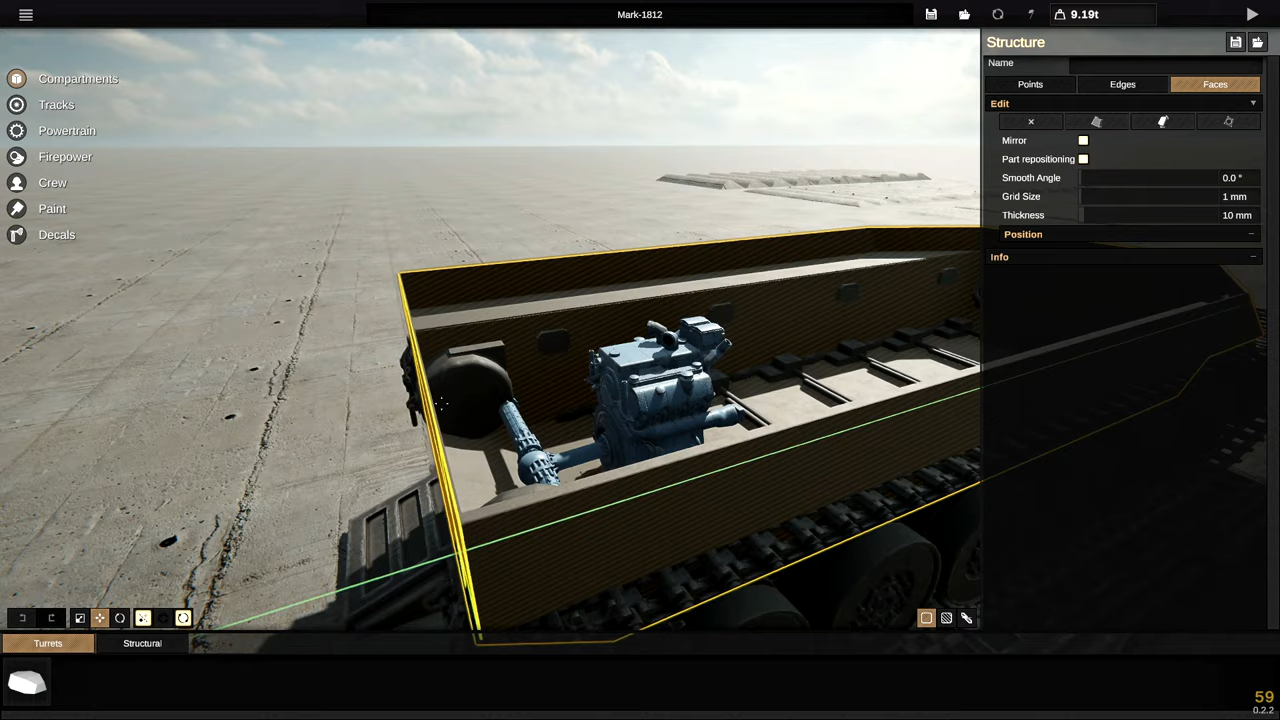 Mark-1812
9.19t
Structure
Name
Points Edges Faces
Edit
Mirror
Part repositioning
Smooth Angle 0.0 °
Grid Size 1 mm
Thickness 10 mm
Position
Info
Compartments
Tracks
Powertrain
Firepower
Crew
Paint
Decals
Turrets Structural
59
0.2.2